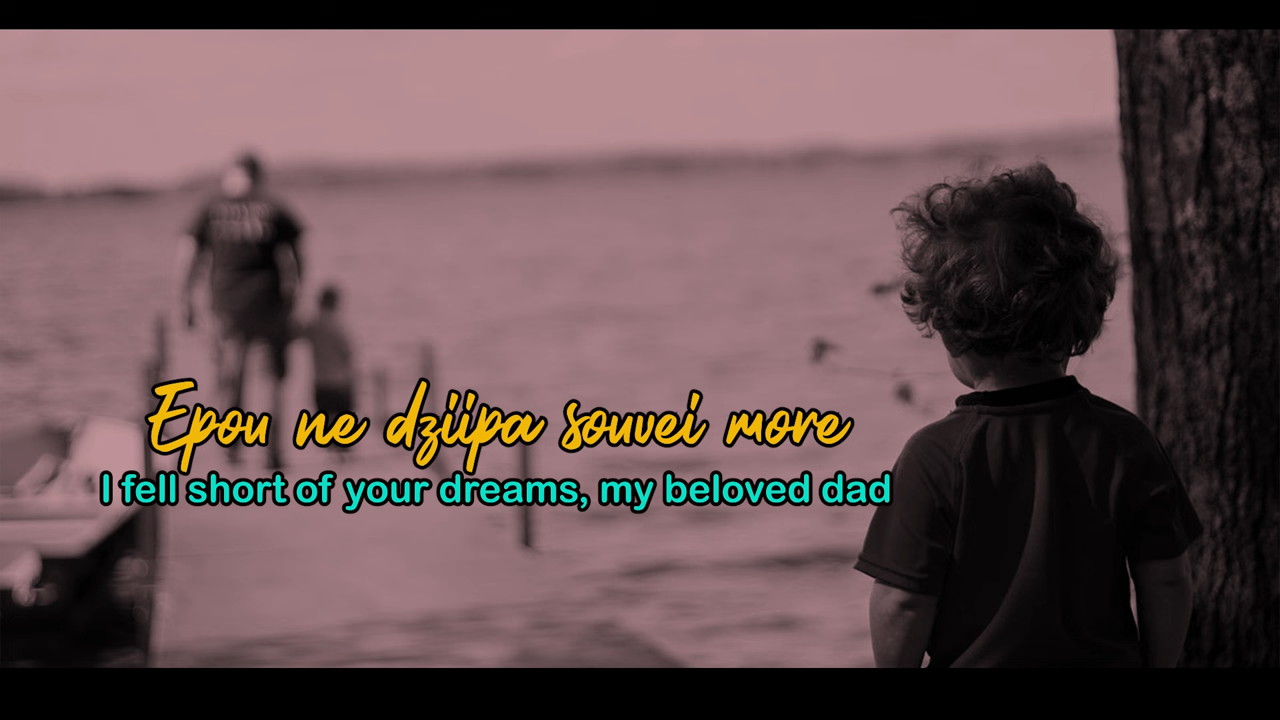 Epou ne dziipa souvei more
I fell short of your dreams, my beloved dad